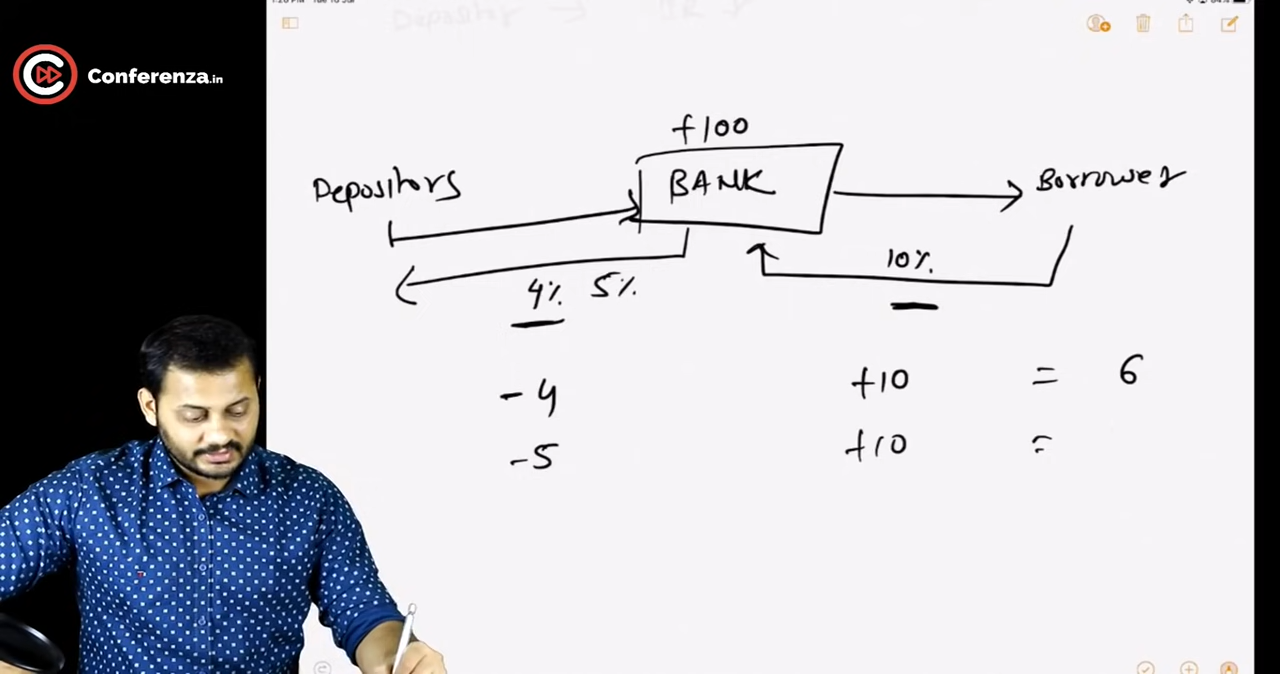 Conferenza.in
₹100
Depositors BANK Borrower
4% 5% 10%
-4 +10 = 6
-5 +10 =